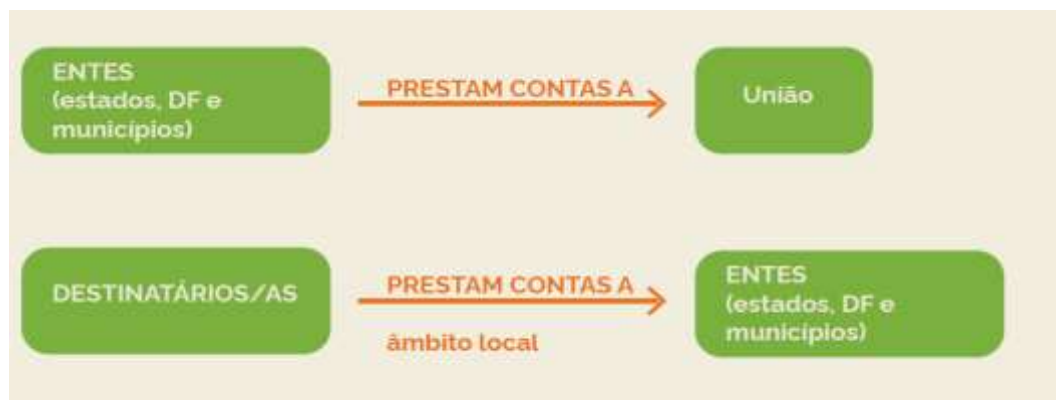 ENTES
(estados, DF e
municípios)
PRESTAM CONTAS A
União
DESTINATÁRIOS/AS
PRESTAM CONTAS A
âmbito local
ENTES
(estados, DF e
municípios)